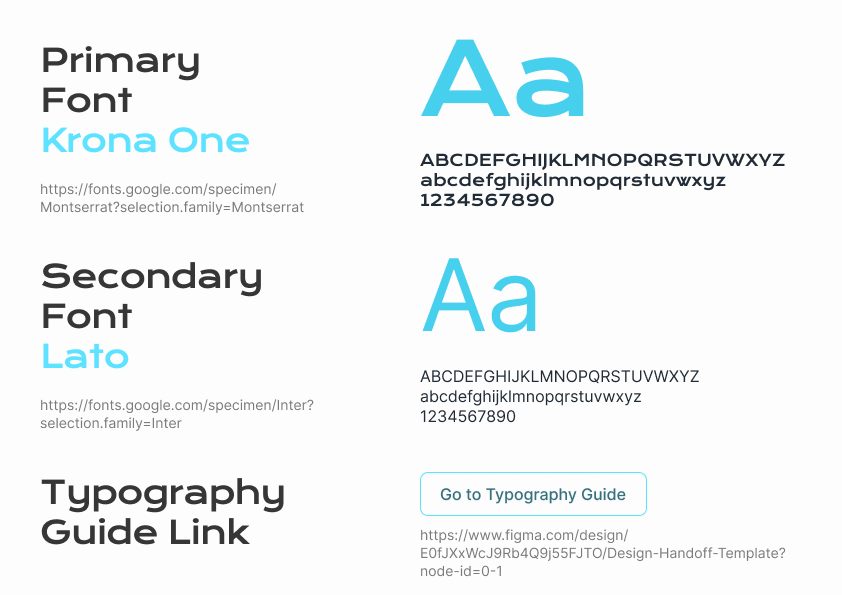 Primary
Font
Krona One
https://fonts.google.com/specimen/
Montserrat?selection.family=Montserrat
Aa
ABCDEFGHIJKLMNOPQRSTUVWXYZ
abcdefghijklmnopqrstuvwxyz
1234567890
Secondary
Font
Lato
https://fonts.google.com/specimen/Inter?
selection.family=Inter
Aa
ABCDEFGHIJKLMNOPQRSTUVWXYZ
abcdefghijklmnopqrstuvwxyz
1234567890
Typography
Guide Link
Go to Typography Guide
https://www.figma.com/design/
E0fJXxWcJ9Rb4Q9j55FJTO/Design-Handoff-Template?
node-id=0-1